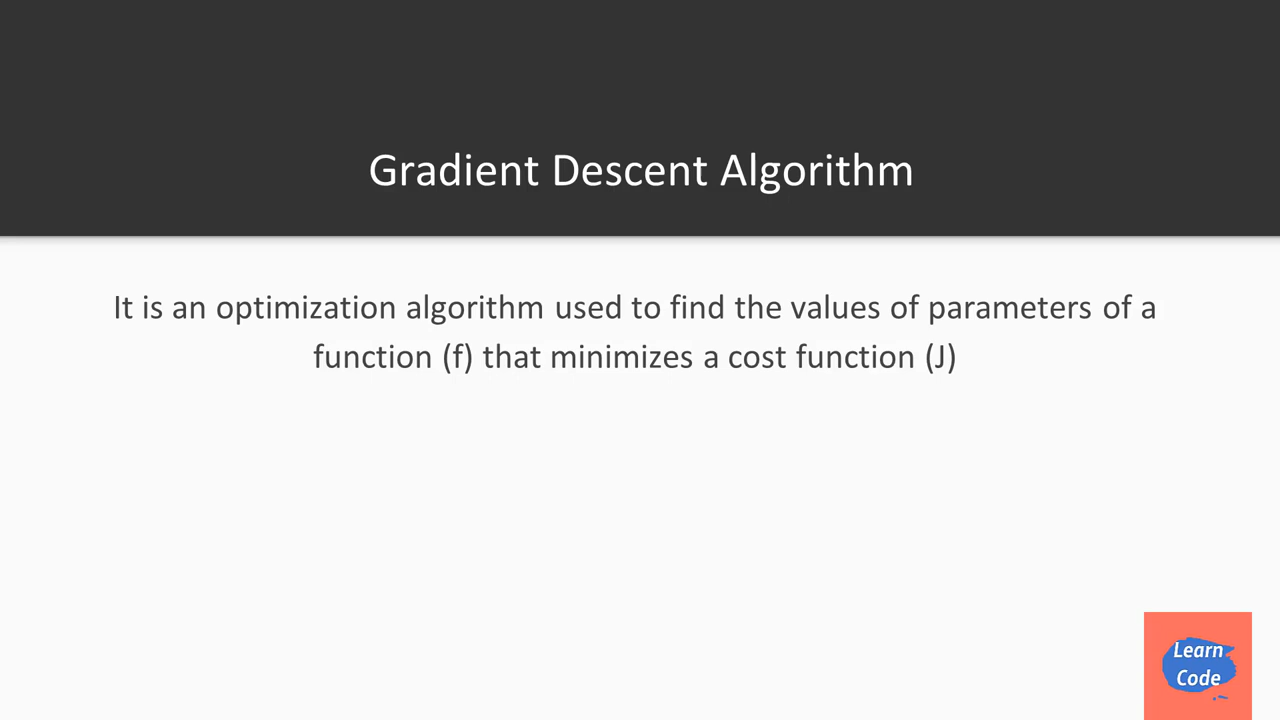 Gradient Descent Algorithm
It is an optimization algorithm used to find the values of parameters of a
function (f) that minimizes a cost function (J)
Learn
Code